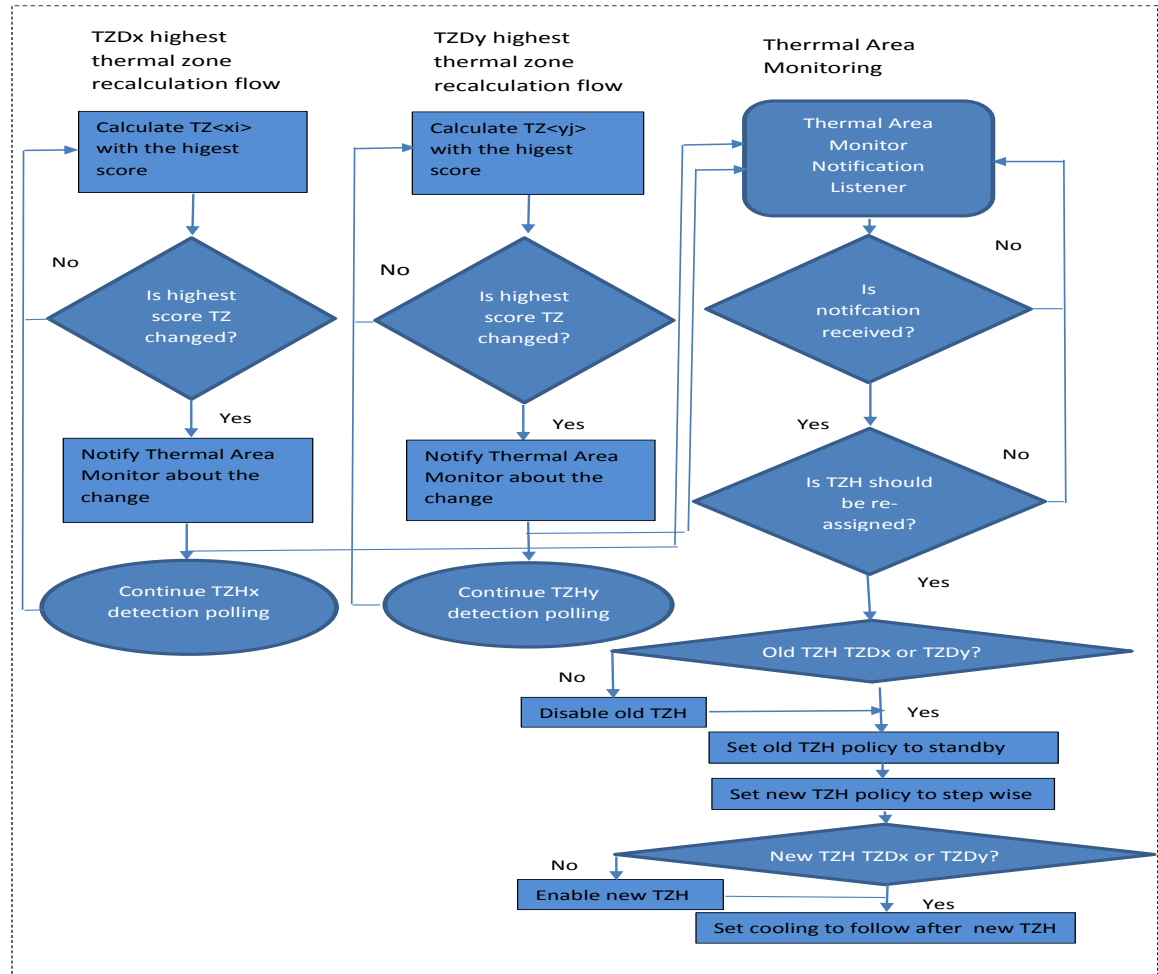 TZDx highest
thermal zone
recalculation flow
Calculate TZ<xi>
with the higest
score
No
Is highest
score TZ
changed?
Yes
Notify Thermal Area
Monitor about the
change
Continue TZHx
detection polling
TZDy highest
thermal zone
recalculation flow
Calculate TZ<yj>
with the higest
score
No
Is highest
score TZ
changed?
Yes
Notify Thermal Area
Monitor about the
change
Continue TZHy
detection polling
Therrmal Area
Monitoring
Thermal Area
Monitor
Notification
Listener
No
Is
notifcation
received?
Yes
No
Is TZH should
be re-
assigned?
Yes
Old TZH TZDx or TZDy?
No
Disable old TZH
Yes
Set old TZH policy to standby
Set new TZH policy to step wise
New TZH TZDx or TZDy?
No
Enable new TZH
Yes
Set cooling to follow after new TZH